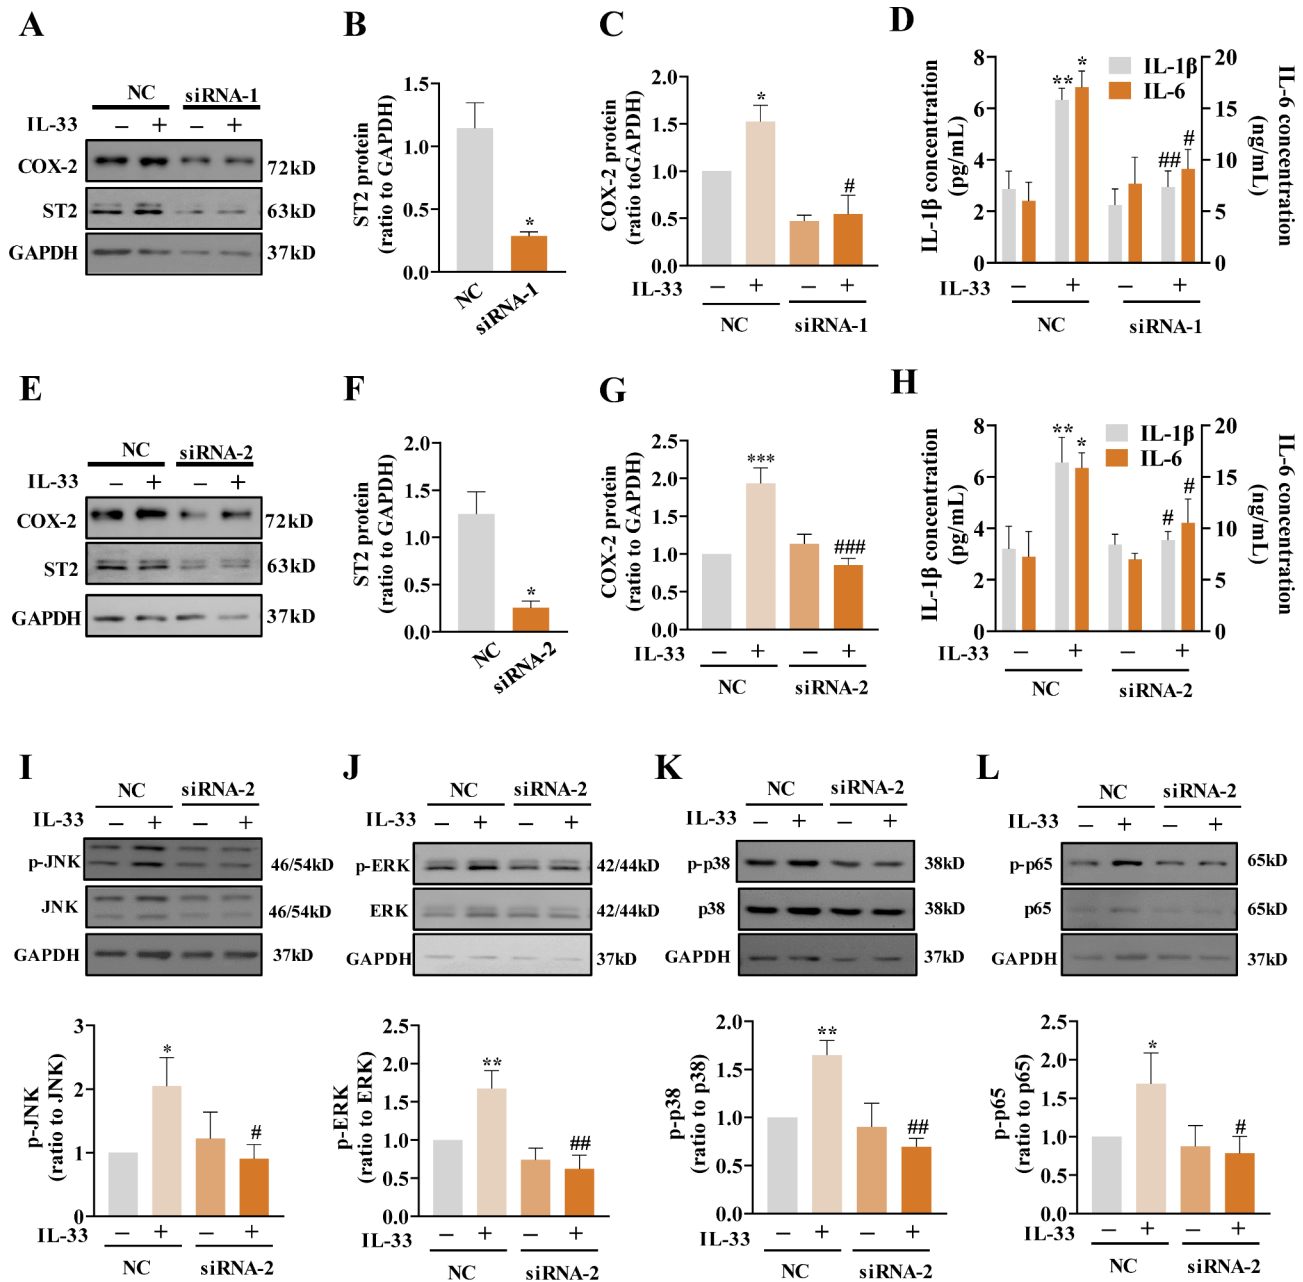 A
NC
siRNA-1
IL-33 – + – +
COX-2 72kD
ST2 63kD
GAPDH 37kD
B
ST2 protein
(ratio to GAPDH)
1.5
1.0
0.5
0.0
*
NC
siRNA-1
C
COX-2 protein
(ratio toGAPDH)
2.0
1.5
1.0
0.5
0.0
*
#
IL-33 – + – +
NC
siRNA-1
D
IL-1β concentration
(pg/mL)
8
6
4
2
0
** *
## #
IL-1β
IL-6
20
15
10
5
0
IL-6 concentration
(ng/mL)
IL-33 – + – +
NC
siRNA-1
E
NC
siRNA-2
IL-33 – + – +
COX-2 72kD
ST2 63kD
GAPDH 37kD
F
ST2 protein
(ratio to GAPDH)
2.0
1.5
1.0
0.5
0.0
*
NC
siRNA-2
G
COX-2 protein
(ratio to GAPDH)
2.5
2.0
1.5
1.0
0.5
0.0
***
###
IL-33 – + – +
NC
siRNA-2
H
IL-1β concentration
(pg/mL)
8
6
4
2
0
** *
# #
IL-1β
IL-6
20
15
10
5
0
IL-6 concentration
(ng/mL)
IL-33 – + – +
NC
siRNA-2
I
NC
siRNA-2
IL-33 – + – +
p-JNK 46/54kD
JNK 46/54kD
GAPDH 37kD
p-JNK
(ratio to JNK)
3
2
1
0
*
#
IL-33 – + – +
NC
siRNA-2
J
NC
siRNA-2
IL-33 – + – +
p-ERK 42/44kD
ERK 42/44kD
GAPDH 37kD
p-ERK
(ratio to ERK)
2.5
2.0
1.5
1.0
0.5
0.0
**
##
IL-33 – + – +
NC
siRNA-2
K
NC
siRNA-2
IL-33 – + – +
p-p38 38kD
p38 38kD
GAPDH 37kD
p-p38
(ratio to p38)
2.0
1.5
1.0
0.5
0.0
**
##
IL-33 – + – +
NC
siRNA-2
L
NC
siRNA-2
IL-33 – + – +
p-p65 65kD
p65 65kD
GAPDH 37kD
p-p65
(ratio to p65)
2.5
2.0
1.5
1.0
0.5
0.0
*
#
IL-33 – + – +
NC
siRNA-2